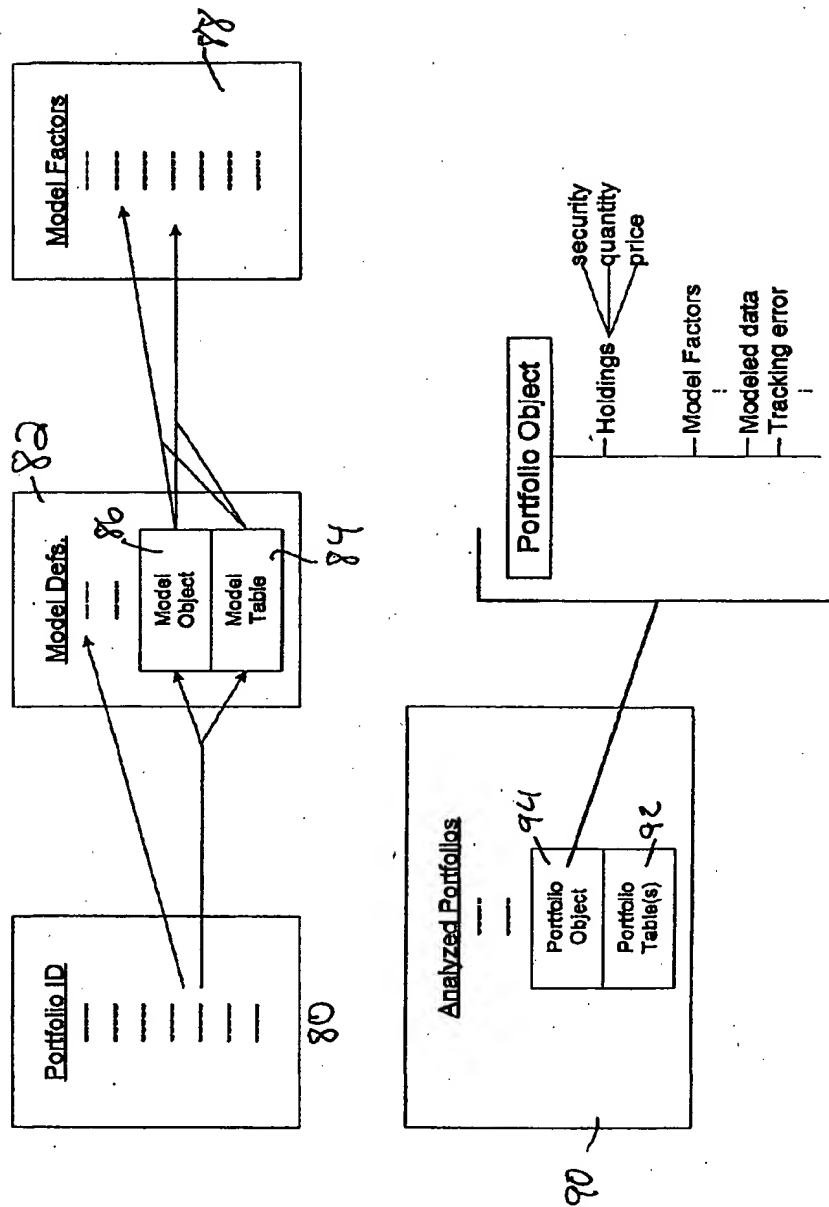 Portfolio ID
80
Model Defs.
82
86
Model
Object
Model
Table
84
Model Factors
88
Analyzed Portfolios
94
Portfolio
Object
Portfolio
Table(s)
92
90
Portfolio Object
Holdings
security
quantity
price
Model Factors
Modeled data
Tracking error